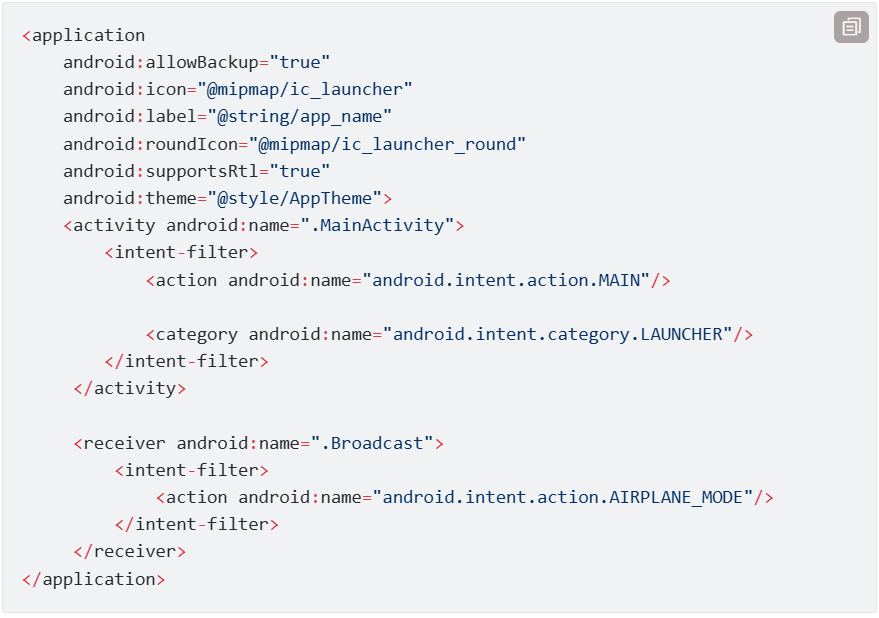 <application
    android:allowBackup="true"
    android:icon="@mipmap/ic_launcher"
    android:label="@string/app_name"
    android:roundIcon="@mipmap/ic_launcher_round"
    android:supportsRtl="true"
    android:theme="@style/AppTheme">
    <activity android:name=".MainActivity">
        <intent-filter>
            <action android:name="android.intent.action.MAIN"/>

            <category android:name="android.intent.category.LAUNCHER"/>
        </intent-filter>
     </activity>

     <receiver android:name=".Broadcast">
         <intent-filter>
             <action android:name="android.intent.action.AIRPLANE_MODE"/>
         </intent-filter>
     </receiver>
</application>